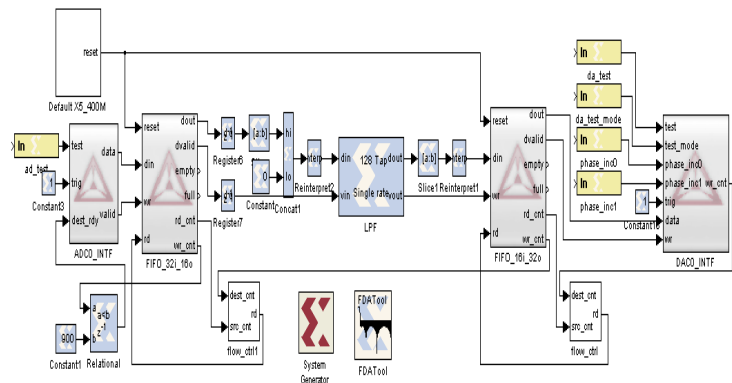 reset
Default X5_400M
In
ad_test
test
data
trig
valid
dest_rdy
ADC0_INTF
1
Constant3
reset
dout
din
dvalid
empty
full
wr
rd_cnt
rd
wr_cnt
FIFO_32i_16o
Register6
[a:b]
Register7
0
Constant
hi
lo
Concat1
Reinterpret2
din
128 Tap
dout
vin
Single rate
vout
LPF
[a:b]
Slice1
Reinterpret1
reset
dout
din
dvalid
empty
full
wr
rd_cnt
rd
wr_cnt
FIFO_16i_32o
In
da_test
In
da_test_mode
In
phase_inc0
In
phase_inc1
1
test
test_mode
phase_inc0
phase_inc1
wr_cnt
trig
data
wr
DAC0_INTF
900
Constant1
a
a<b
b
z-1
Relational
dest_cnt
rd
src_cnt
flow_ctrl1
System
Generator
FDATool
FDATool
dest_cnt
rd
src_cnt
flow_ctrl